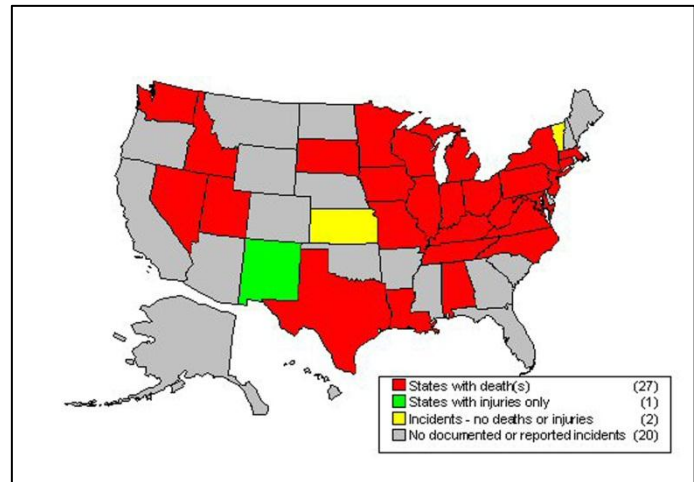 States with death(s) (27)
States with injuries only (1)
Incidents - no deaths or injuries (2)
No documented or reported incidents (20)